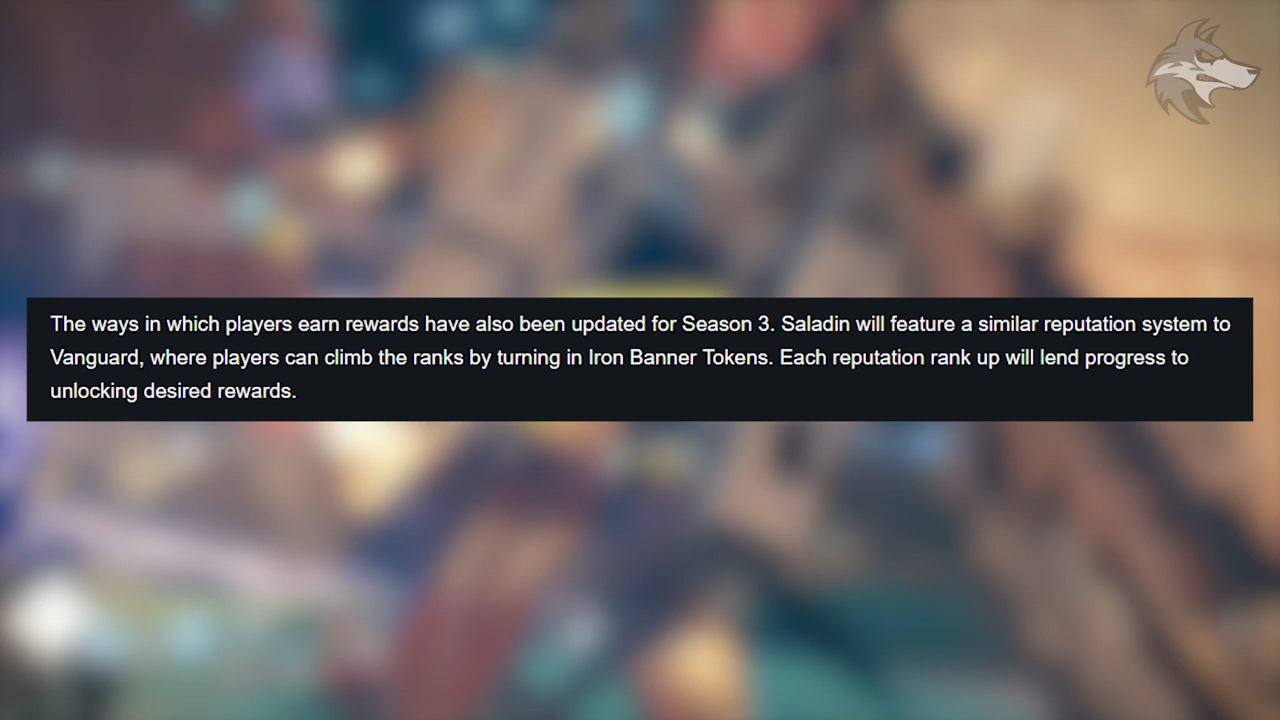 The ways in which players earn rewards have also been updated for Season 3. Saladin will feature a similar reputation system to
Vanguard, where players can climb the ranks by turning in Iron Banner Tokens. Each reputation rank up will lend progress to
unlocking desired rewards.